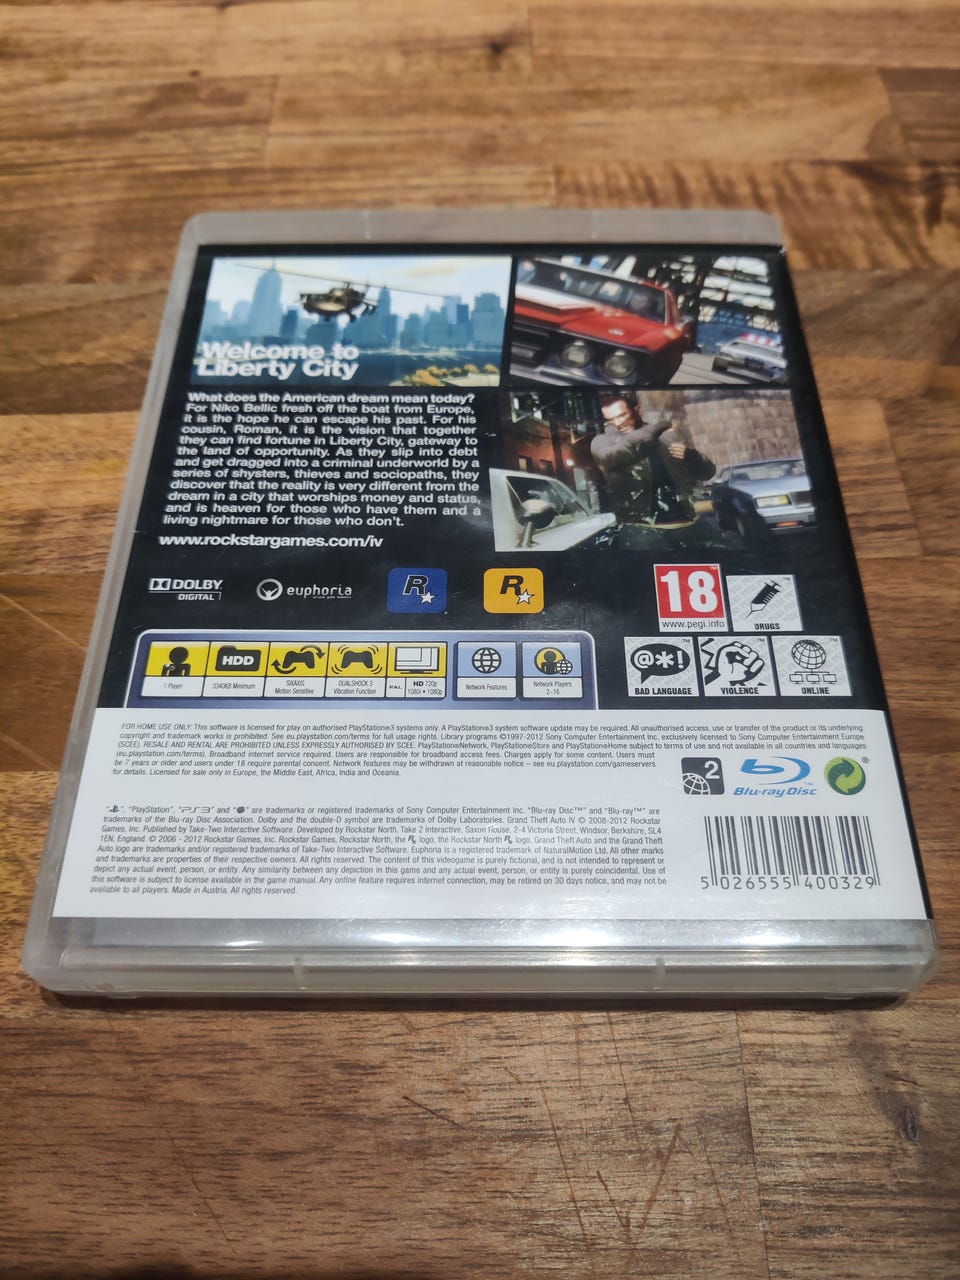 Welcome to
Liberty City
What does the American dream mean today?
For Niko Bellic fresh off the boat from Europe,
it is the hope he can escape his past. For his
cousin, Roman, it is the vision that together
they can find fortune in Liberty City, gateway to
the land of opportunity. As they slip into debt
and get dragged into a criminal underworld by a
series of shysters, thieves and sociopaths, they
discover that the reality is very different from the
dream in a city that worships money and status,
and is heaven for those who have them and a
living nightmare for those who don't.
www.rockstargames.com/iv
DOLBY
DIGITAL
euphoria
R
R
18
www.pegi.info
DRUGS
@*!
BAD LANGUAGE
VIOLENCE
ONLINE
1 Player
HDD
3340KB Minimum
SIXAXIS
Motion Sensitive
DUALSHOCK 3
Vibration Function
PAL
HD 720p
1080i • 1080p
Network Features
Network Players
2–16
FOR HOME USE ONLY: This software is licensed for play on authorised PlayStation®3 systems only. A PlayStation®3 system software update may be required. All unauthorised access, use or transfer of the product or its underlying
copyright and trademark works is prohibited. See eu.playstation.com/terms for full usage rights. Library programs ©1997-2012 Sony Computer Entertainment Inc. exclusively licensed to Sony Computer Entertainment Europe
(SCEE). RESALE AND RENTAL ARE PROHIBITED UNLESS EXPRESSLY AUTHORISED BY SCEE. PlayStation®Network, PlayStation®Store and PlayStation®Home subject to terms of use and not available in all countries and languages
(eu.playstation.com/terms). Broadband internet service required. Users are responsible for broadband access fees. Charges apply for some content. Users must
be 7 years or older and users under 18 require parental consent. Network features may be withdrawn at reasonable notice – see eu.playstation.com/gameservers
for details. Licensed for sale only in Europe, the Middle East, Africa, India and Oceania.
2
Blu-ray Disc
"PlayStation", "PS3" and are trademarks or registered trademarks of Sony Computer Entertainment Inc. "Blu-ray Disc™" and "Blu-ray™" are
trademarks of the Blu-ray Disc Association. Dolby and the double-D symbol are trademarks of Dolby Laboratories. Grand Theft Auto IV © 2008-2012 Rockstar
Games, Inc. Published by Take-Two Interactive Software. Developed by Rockstar North. Take 2 Interactive, Saxon House, 2-4 Victoria Street, Windsor, Berkshire, SL4
1EN, England. © 2006 - 2012 Rockstar Games, Inc. Rockstar Games, Rockstar North, the R logo, the Rockstar North R logo, Grand Theft Auto and the Grand Theft
Auto logo are trademarks and/or registered trademarks of Take-Two Interactive Software. Euphoria is a registered trademark of NaturalMotion Ltd. All other marks
and trademarks are properties of their respective owners. All rights reserved. The content of this videogame is purely fictional, and is not intended to represent or
depict any actual event, person, or entity. Any similarity between any depiction in this game and any actual event, person, or entity is purely coincidental. Use of
this software is subject to license available in the game manual. Any online feature requires internet connection, may be retired on 30 days notice, and may not be
available to all players. Made in Austria. All rights reserved.
5 026555 400329